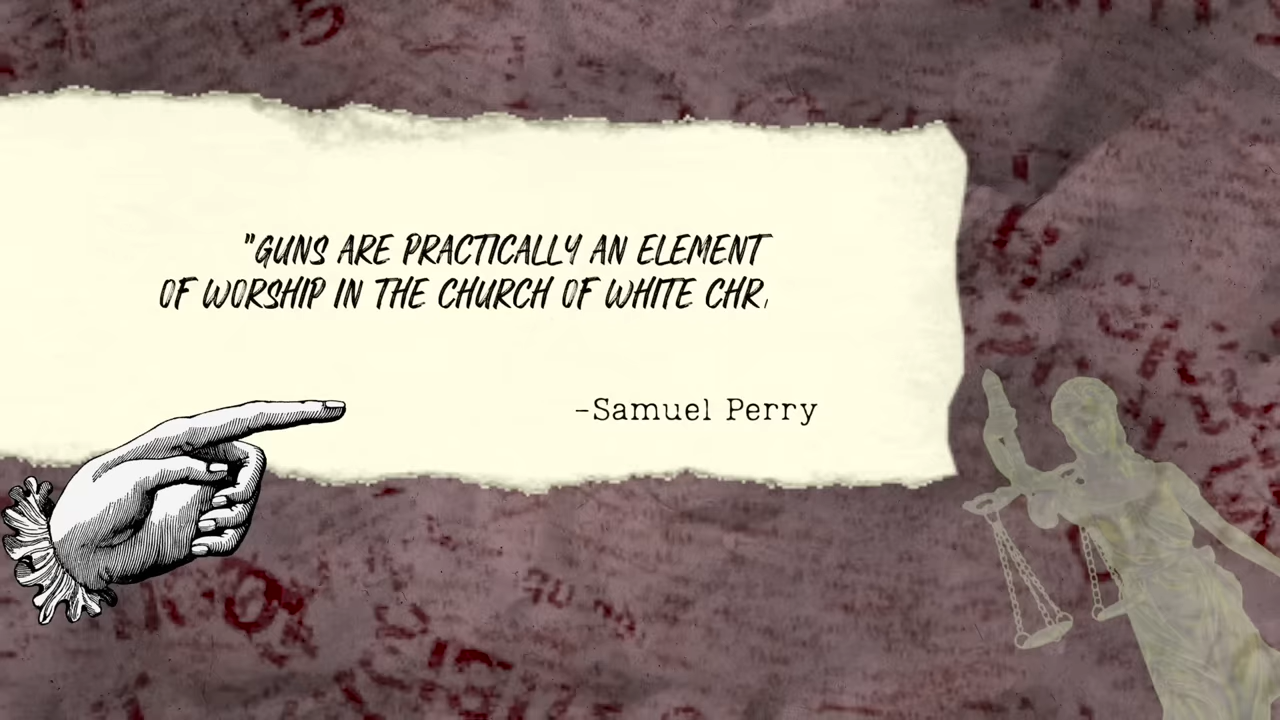 "GUNS ARE PRACTICALLY AN ELEMENT
OF WORSHIP IN THE CHURCH OF WHITE CHR
-Samuel Perry